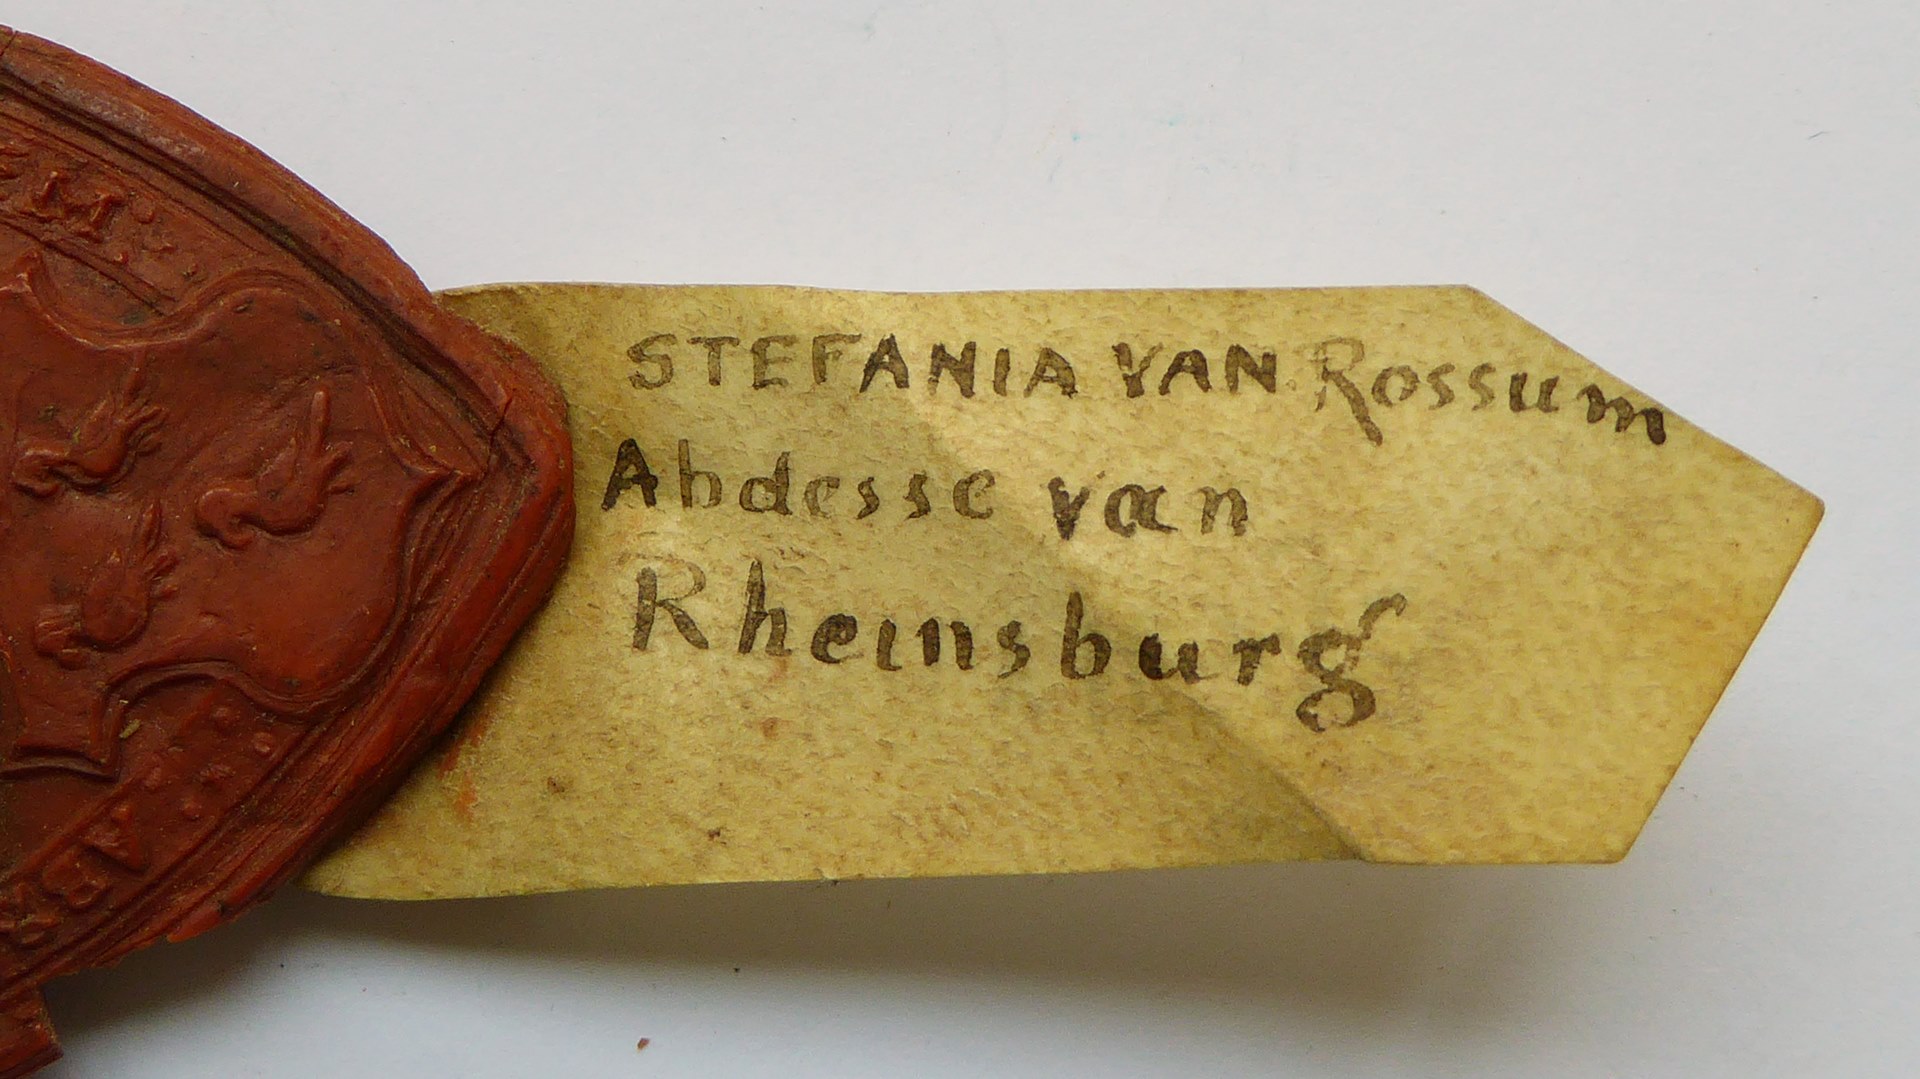 STEFANIA VAN Rossum
Abdesse van
Rheinsburg